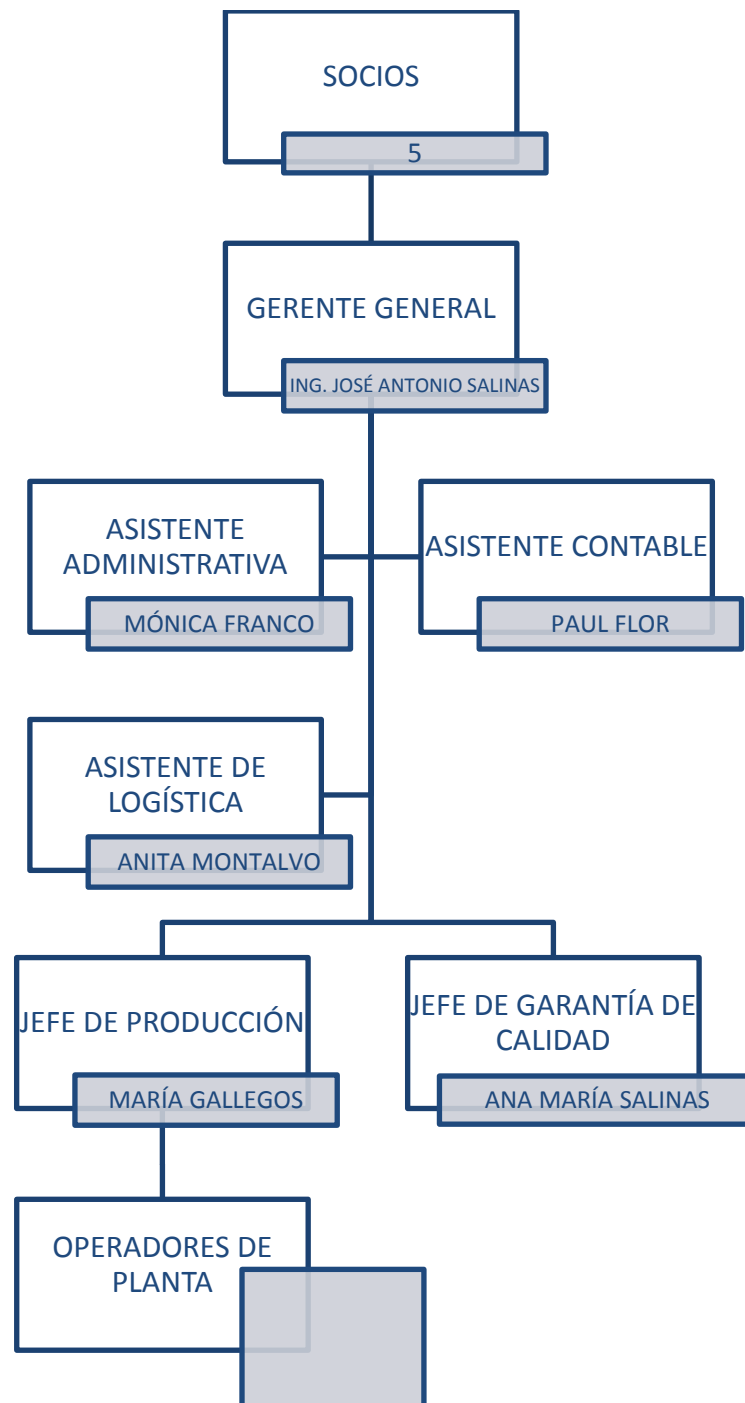 SOCIOS
5
GERENTE GENERAL
ING. JOSÉ ANTONIO SALINAS
ASISTENTE
ADMINISTRATIVA
MÓNICA FRANCO
ASISTENTE CONTABLE
PAUL FLOR
ASISTENTE DE
LOGÍSTICA
ANITA MONTALVO
JEFE DE PRODUCCIÓN
MARÍA GALLEGOS
JEFE DE GARANTÍA DE
CALIDAD
ANA MARÍA SALINAS
OPERADORES DE
PLANTA